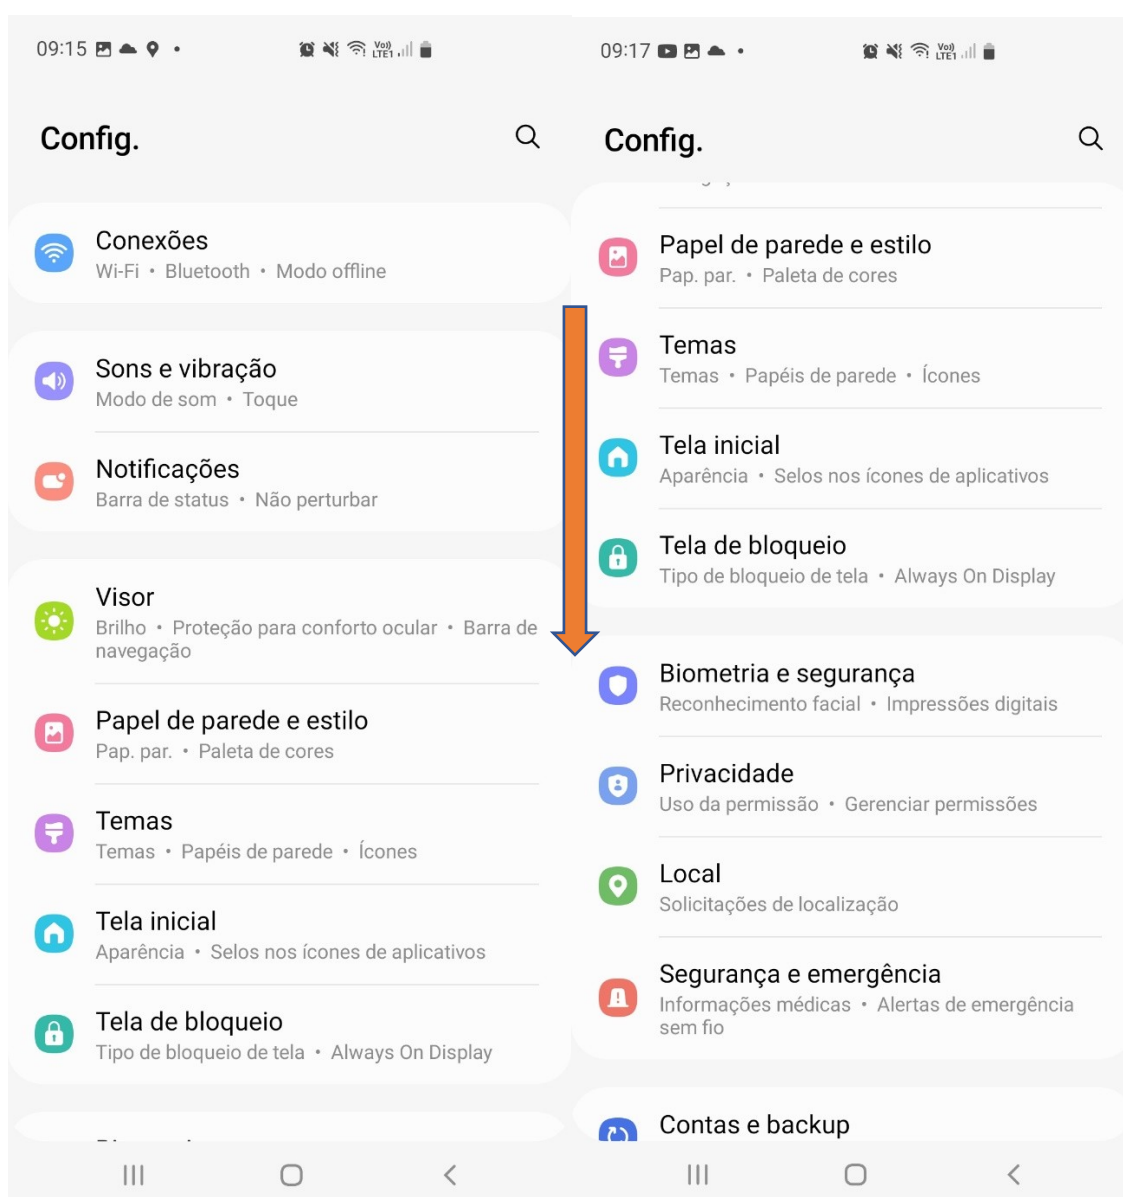 09:15
Vo))
LTE1
Config.
Conexões
Wi-Fi • Bluetooth • Modo offline
Sons e vibração
Modo de som • Toque
Notificações
Barra de status • Não perturbar
Visor
Brilho • Proteção para conforto ocular • Barra de
navegação
Papel de parede e estilo
Pap. par. • Paleta de cores
Temas
Temas • Papéis de parede • Ícones
Tela inicial
Aparência • Selos nos ícones de aplicativos
Tela de bloqueio
Tipo de bloqueio de tela • Always On Display
09:17
Vo))
LTE1
Config.
Papel de parede e estilo
Pap. par. • Paleta de cores
Temas
Temas • Papéis de parede • Ícones
Tela inicial
Aparência • Selos nos ícones de aplicativos
Tela de bloqueio
Tipo de bloqueio de tela • Always On Display
Biometria e segurança
Reconhecimento facial • Impressões digitais
Privacidade
Uso da permissão • Gerenciar permissões
Local
Solicitações de localização
Segurança e emergência
Informações médicas • Alertas de emergência
sem fio
Contas e backup